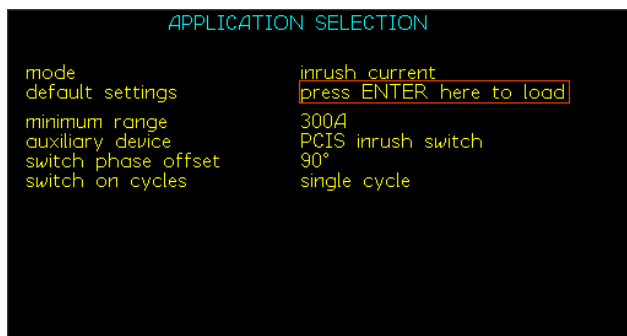 APPLICATION SELECTION
mode inrush current
default settings press ENTER here to load
minimum range 300A
auxiliary device PCIS inrush switch
switch phase offset 90°
switch on cycles single cycle